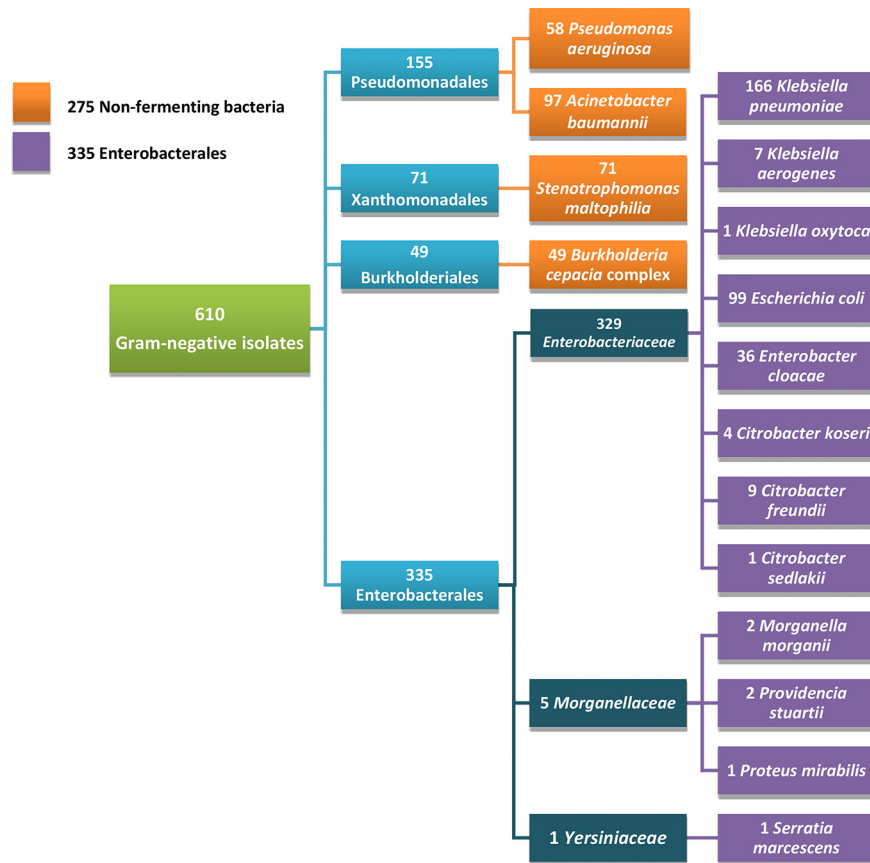 275 Non-fermenting bacteria
335 Enterobacterales
610
Gram-negative isolates
155
Pseudomonadales
71
Xanthomonadales
49
Burkholderiales
335
Enterobacterales
58 Pseudomonas
aeruginosa
97 Acinetobacter
baumannii
71
Stenotrophomonas
maltophilia
49 Burkholderia
cepacia complex
329
Enterobacteriaceae
5 Morganellaceae
1 Yersiniaceae
166 Klebsiella
pneumoniae
7 Klebsiella
aerogenes
1 Klebsiella oxytoca
99 Escherichia coli
36 Enterobacter
cloacae
4 Citrobacter koseri
9 Citrobacter
freundii
1 Citrobacter
sedlakii
2 Morganella
morganii
2 Providencia
stuartii
1 Proteus mirabilis
1 Serratia
marcescens